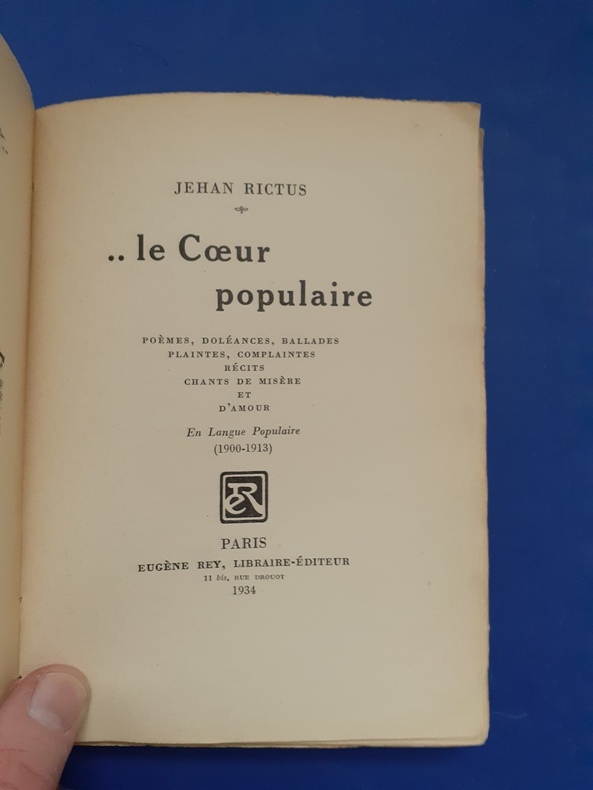 JEHAN RICTUS
.. le Cœur
populaire
POÈMES, DOLÉANCES, BALLADES
PLAINTES, COMPLAINTES
RÉCITS
CHANTS DE MISÈRE
ET
D'AMOUR
En Langue Populaire
(1900-1913)
ER
PARIS
EUGÈNE REY, LIBRAIRE-ÉDITEUR
11 bis, RUE DROUOT
1934